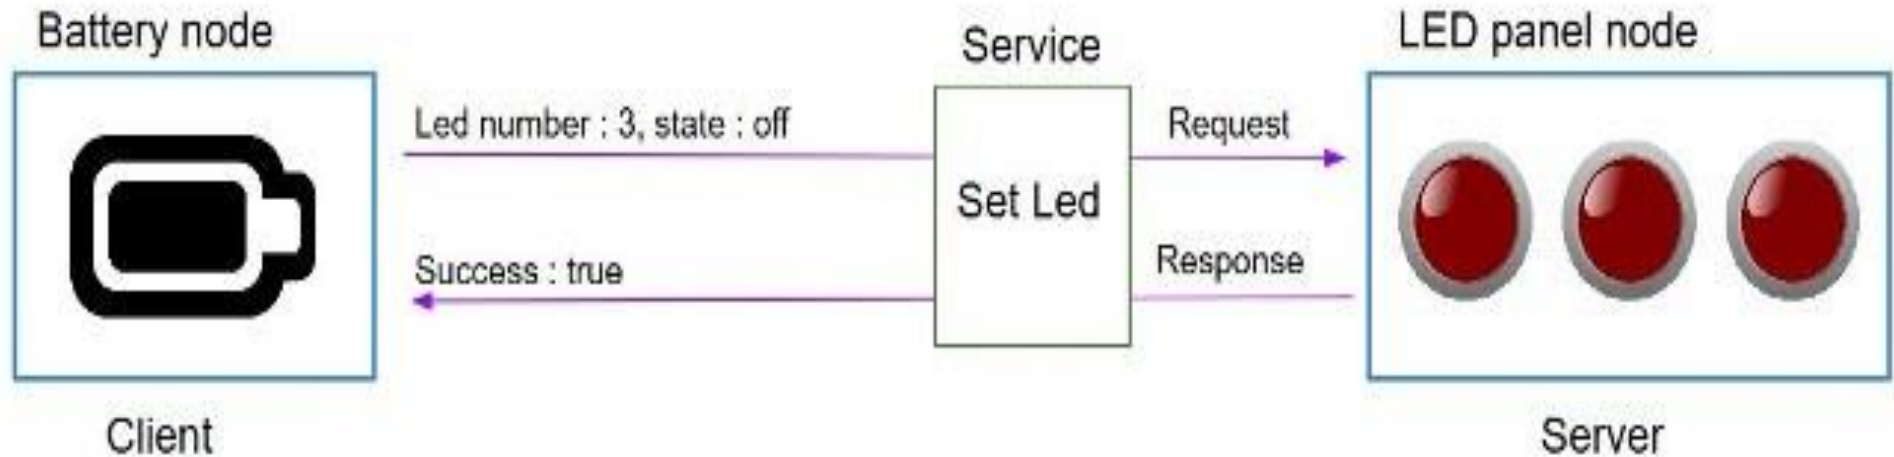 Battery node
Service
LED panel node
Led number : 3, state : off
Request
Set Led
Success : true
Response
Client
Server